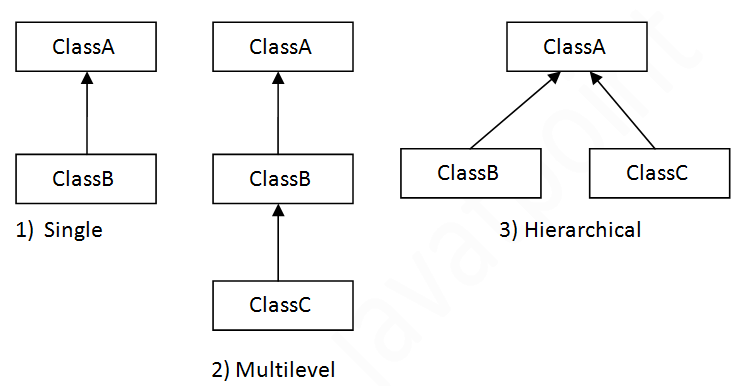 ClassA
ClassB
1) Single
ClassA
ClassB
ClassC
2) Multilevel
ClassA
ClassB
ClassC
3) Hierarchical